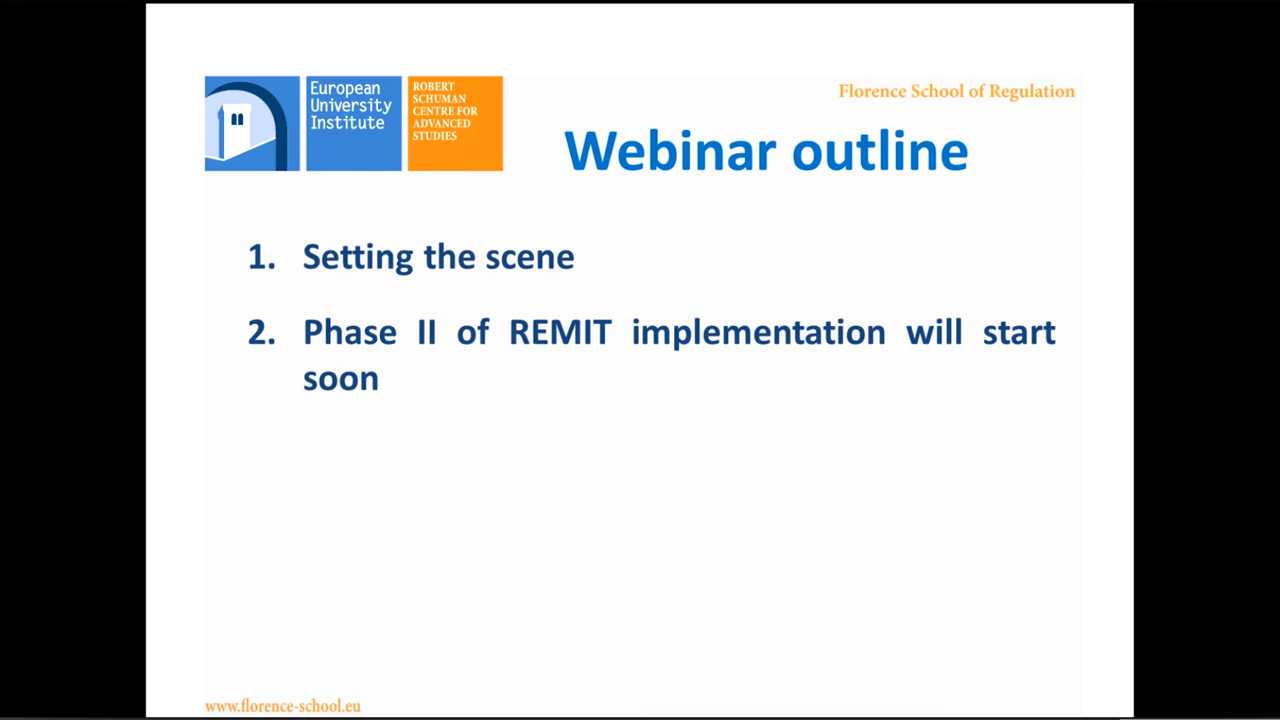 European
University
Institute
ROBERT
SCHUMAN
CENTRE FOR
ADVANCED
STUDIES
Florence School of Regulation
Webinar outline
1. Setting the scene
2. Phase II of REMIT implementation will start
soon
www.florence-school.eu